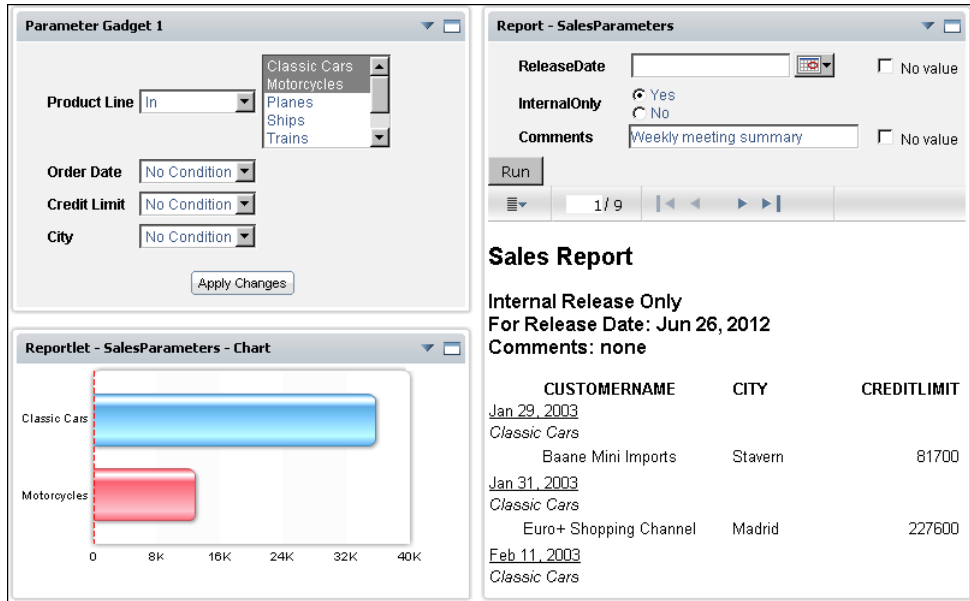 Parameter Gadget 1
Product Line In
Classic Cars
Motorcycles
Planes
Ships
Trains
Order Date No Condition
Credit Limit No Condition
City No Condition
Apply Changes
Reportlet - SalesParameters - Chart
Classic Cars
Motorcycles
0 8K 16K 24K 32K 40K
Report - SalesParameters
ReleaseDate No value
InternalOnly Yes
No
Comments Weekly meeting summary No value
Run
1/ 9
Sales Report
Internal Release Only
For Release Date: Jun 26, 2012
Comments: none
CUSTOMERNAME CITY CREDITLIMIT
Jan 29, 2003
Classic Cars
Baane Mini Imports Stavern 81700
Jan 31, 2003
Classic Cars
Euro+ Shopping Channel Madrid 227600
Feb 11, 2003
Classic Cars